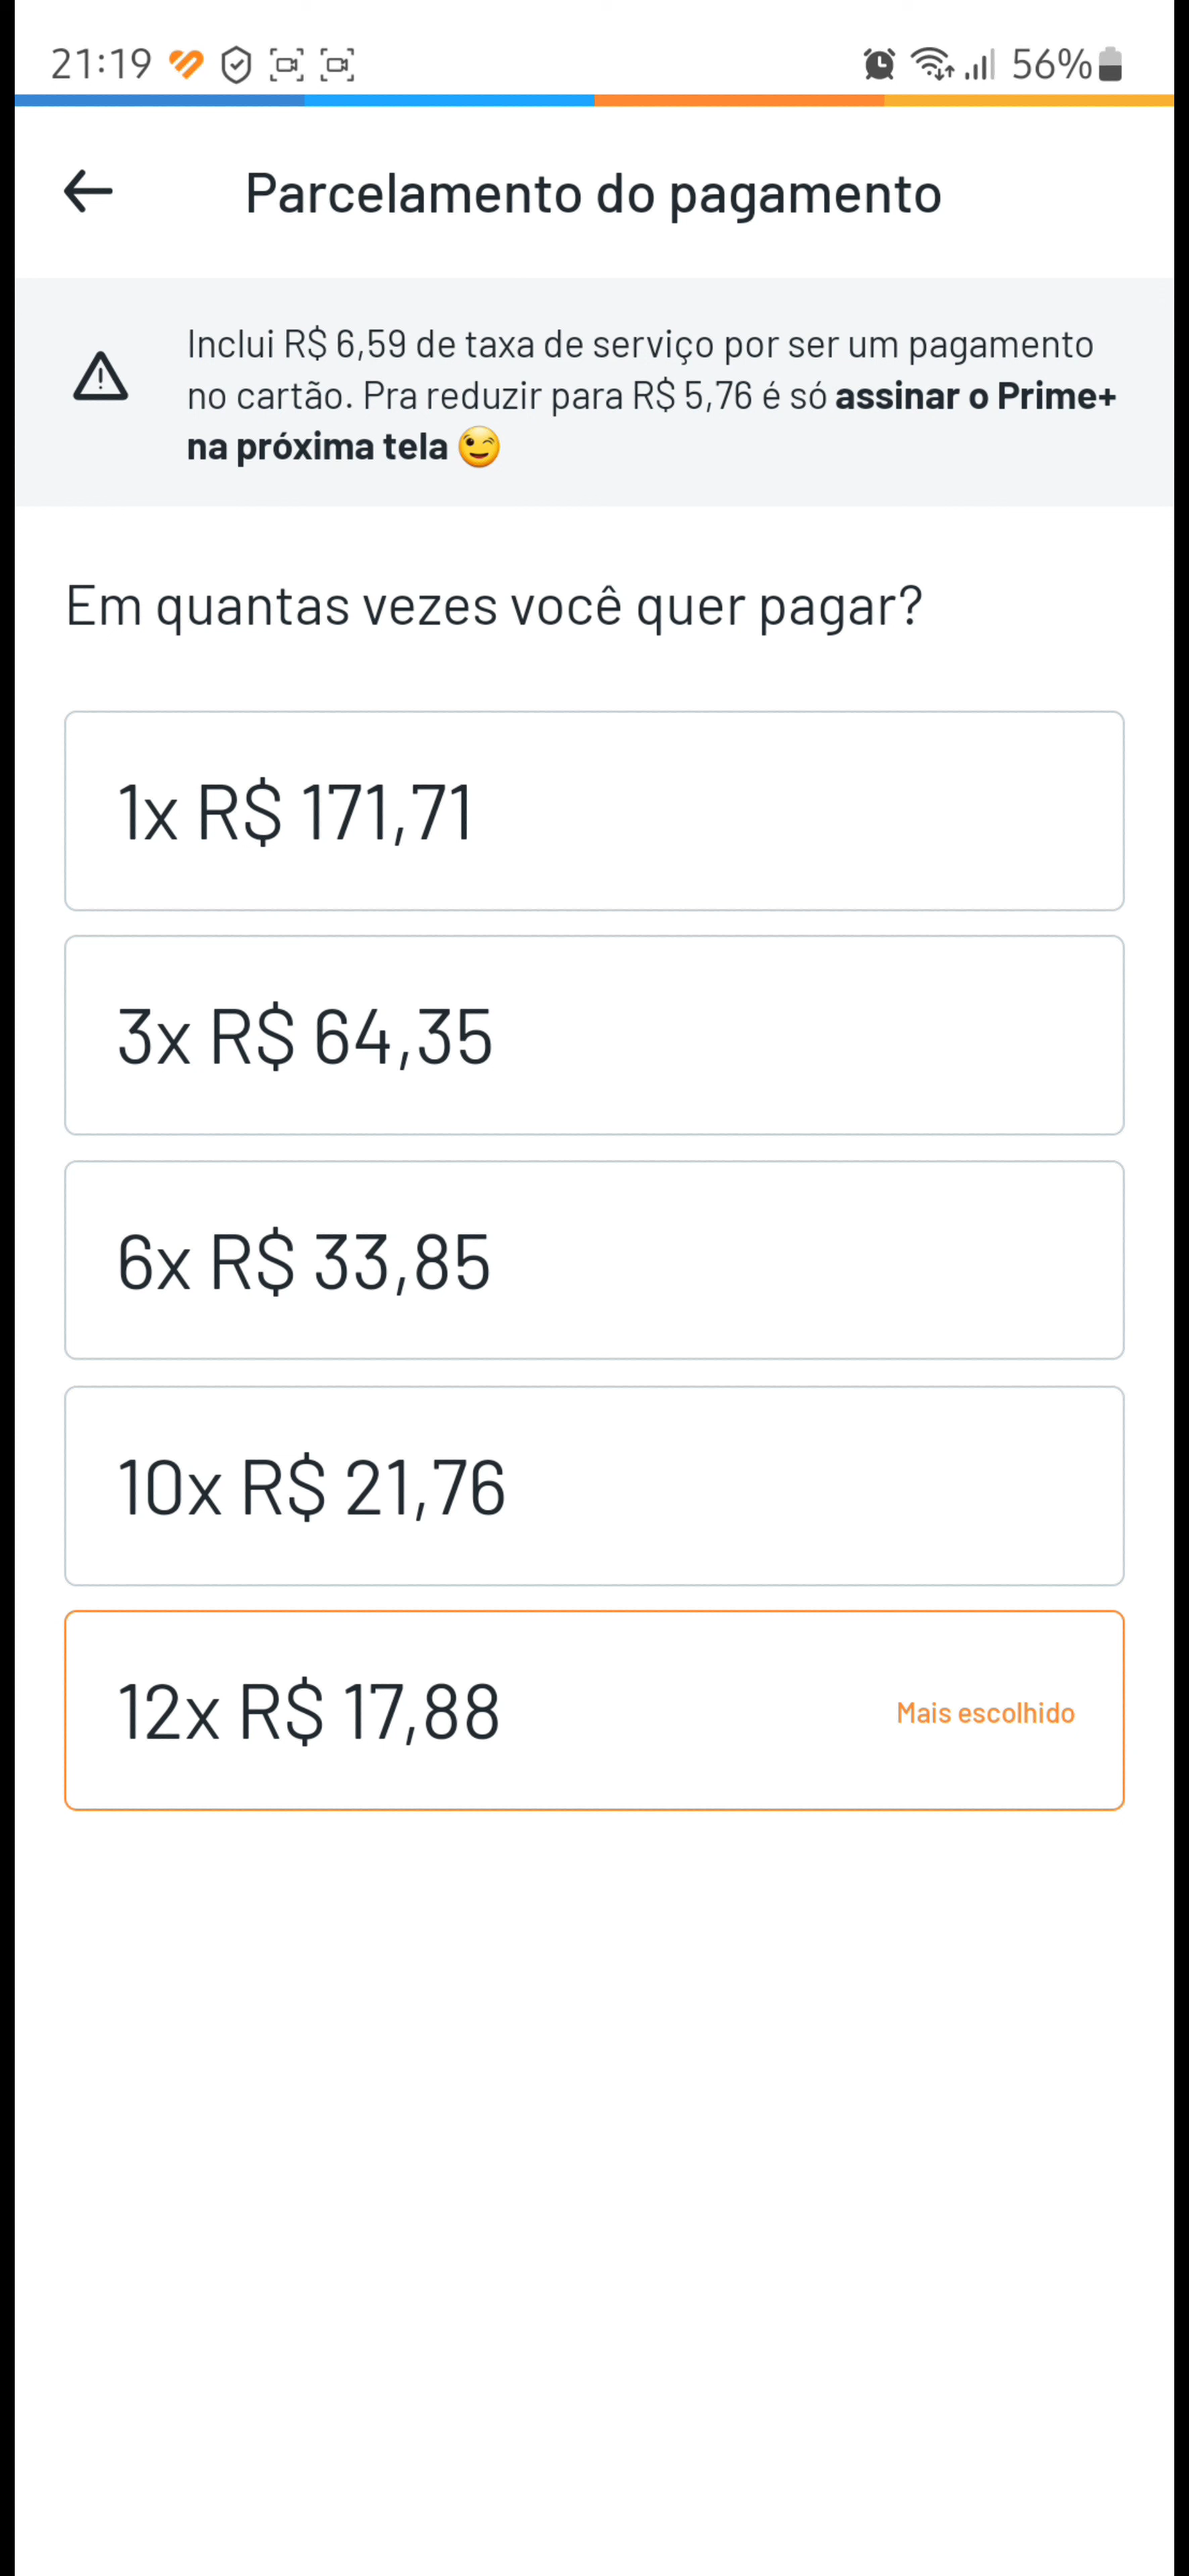 21:19 56%
Parcelamento do pagamento
Inclui R$ 6,59 de taxa de serviço por ser um pagamento
no cartão. Pra reduzir para R$ 5,76 é só assinar o Prime+
na próxima tela 😉
Em quantas vezes você quer pagar?
1x R$ 171,71
3x R$ 64,35
6x R$ 33,85
10x R$ 21,76
12x R$ 17,88 Mais escolhido